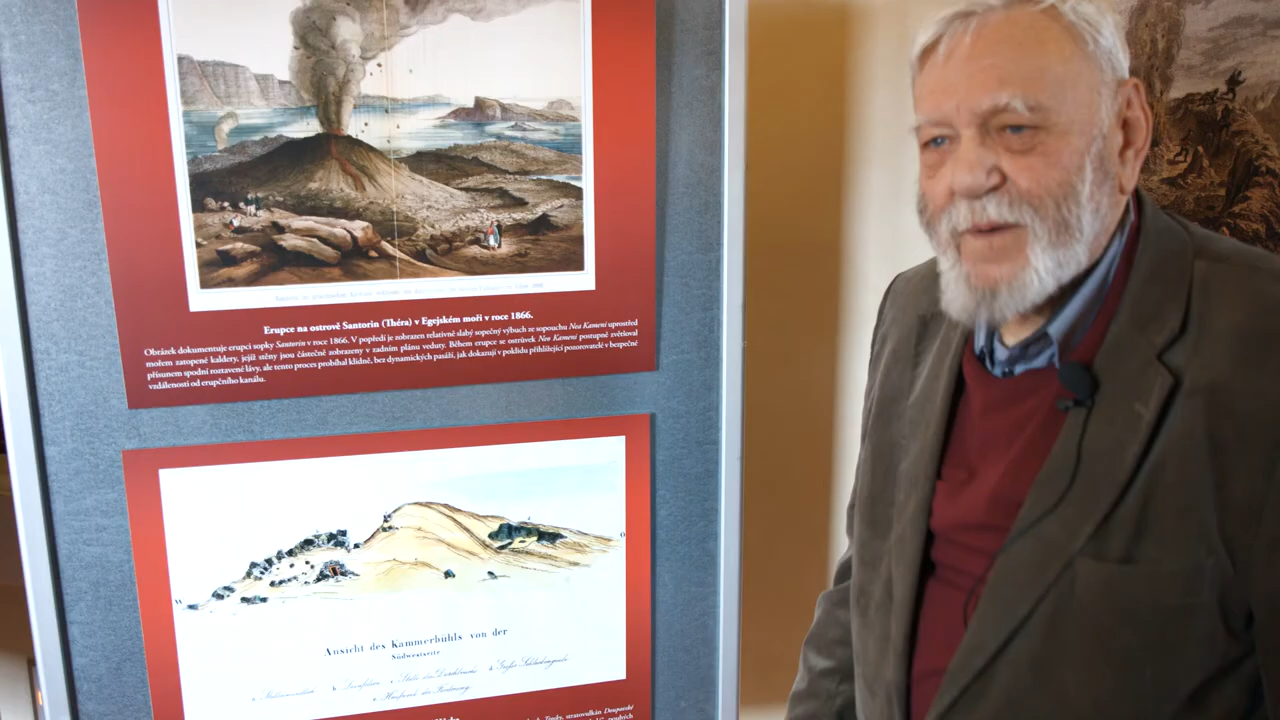 Erupce na ostrově Santorin (Théra) v Egejském moři v roce 1866.
Obrázek dokumentuje erupci sopky Santorin v roce 1866. V popředí je zobrazen relativně slabý sopečný výbuch ze sopouchu Nea Kameni uprostřed
mořem zatopené kaldery, jejíž stěny jsou částečně zobrazeny v zadním plánu veduty. Během erupce se ostrůvek Neo Kameni postupně zvětšoval
přísunem spodní roztavené lávy, ale tento proces probíhal klidně, bez dynamických pasáží, jak dokazují v poklidu přihlížející pozorovatelé v bezpečné
vzdálenosti od erupčního kanálu.
W
O
Ansicht des Kammerbühls von der
Südwestseite
stratovulkán Doupovské